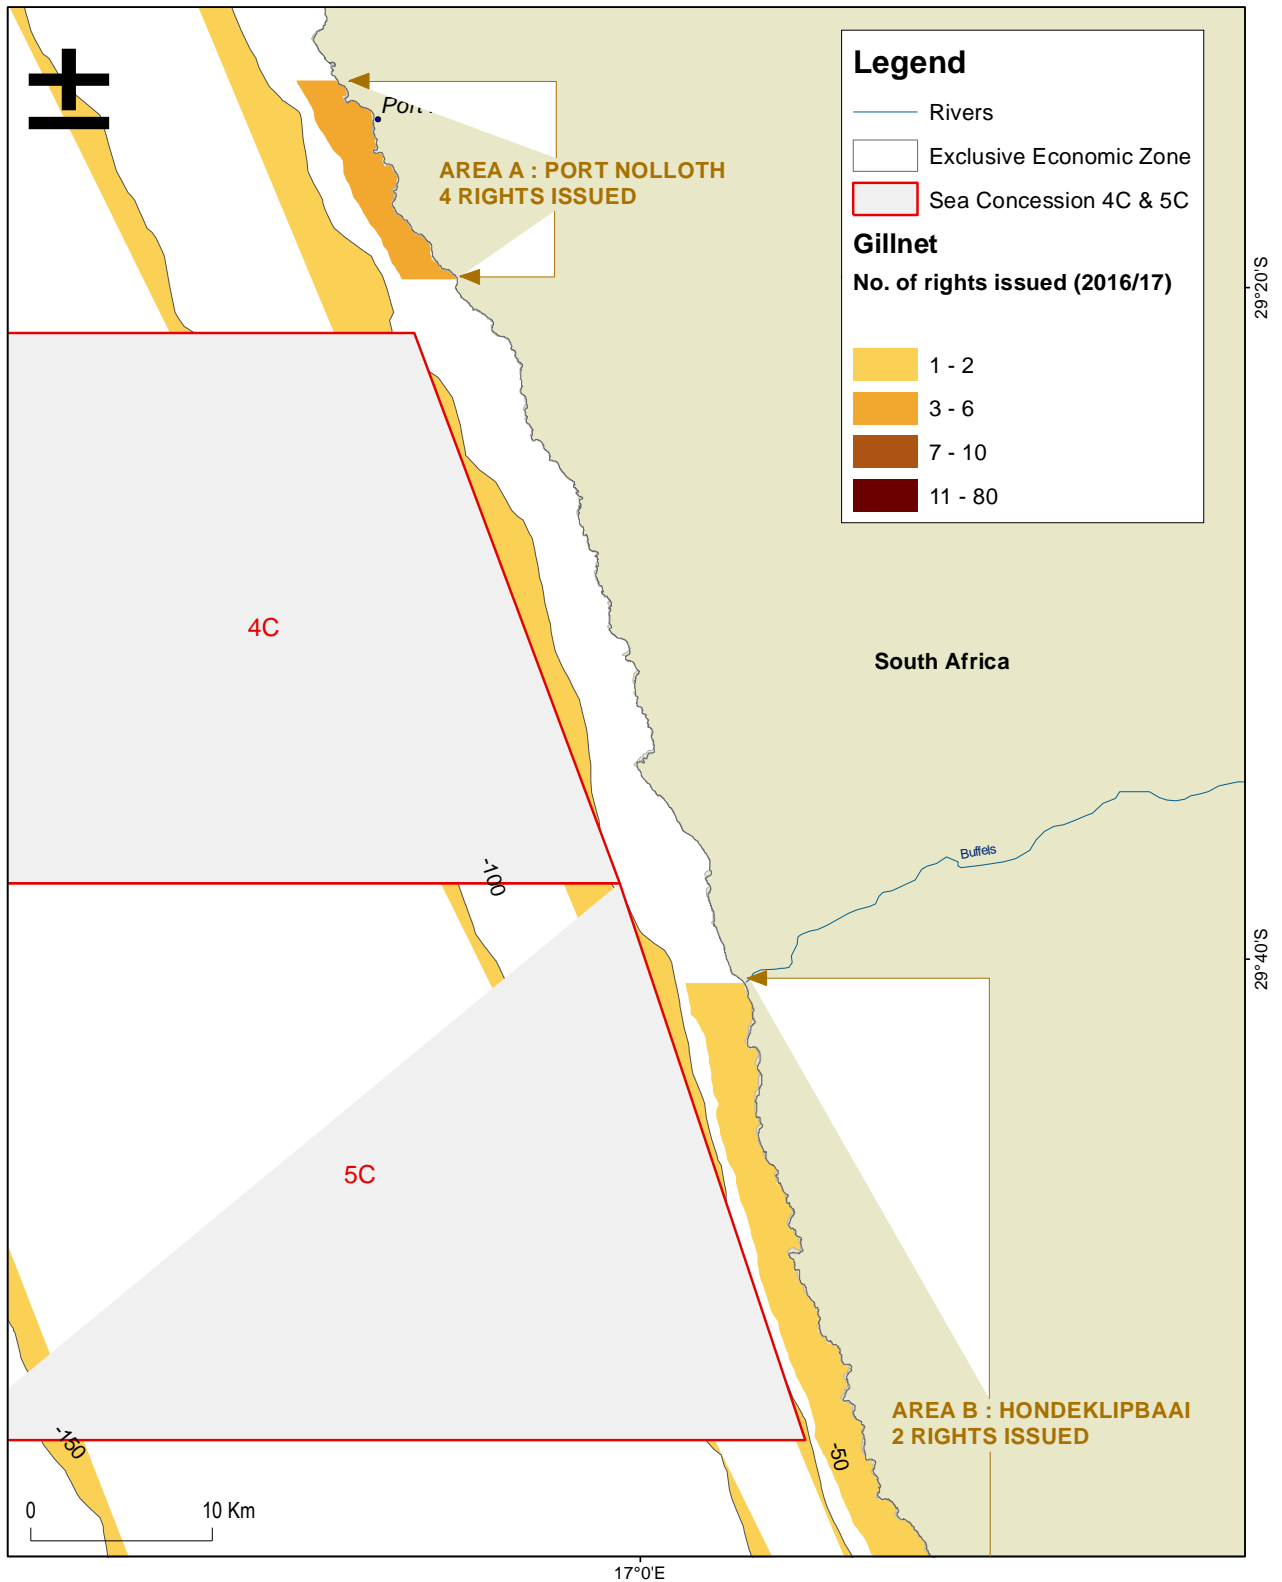 Legend
Rivers
Exclusive Economic Zone
Sea Concession 4C & 5C
Gillnet
No. of rights issued (2016/17)
1 - 2
3 - 6
7 - 10
11 - 80
Port
AREA A : PORT NOLLOTH
4 RIGHTS ISSUED
29°20'S
4C
South Africa
Buffels
-100
29°40'S
5C
AREA B : HONDEKLIPBAAI
2 RIGHTS ISSUED
-150
-50
0 10 Km
17°0'E